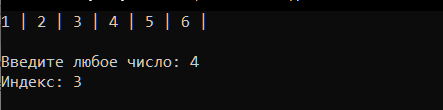 1 | 2 | 3 | 4 | 5 | 6 |
Введите любое число: 4
Индекс: 3